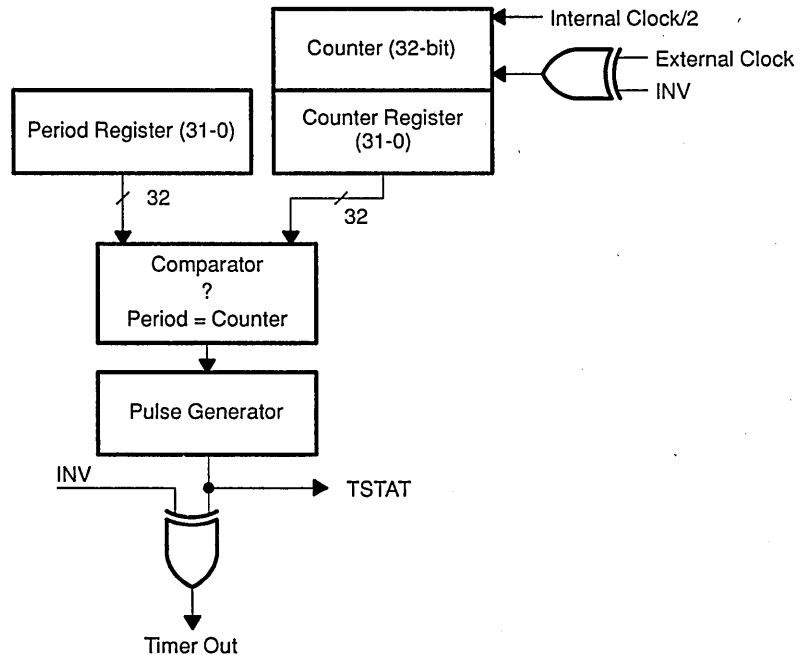 Internal Clock/2
Counter (32-bit)
External Clock
INV
Period Register (31-0)
Counter Register
(31-0)
32
32
Comparator
?
Period = Counter
Pulse Generator
INV
TSTAT
Timer Out